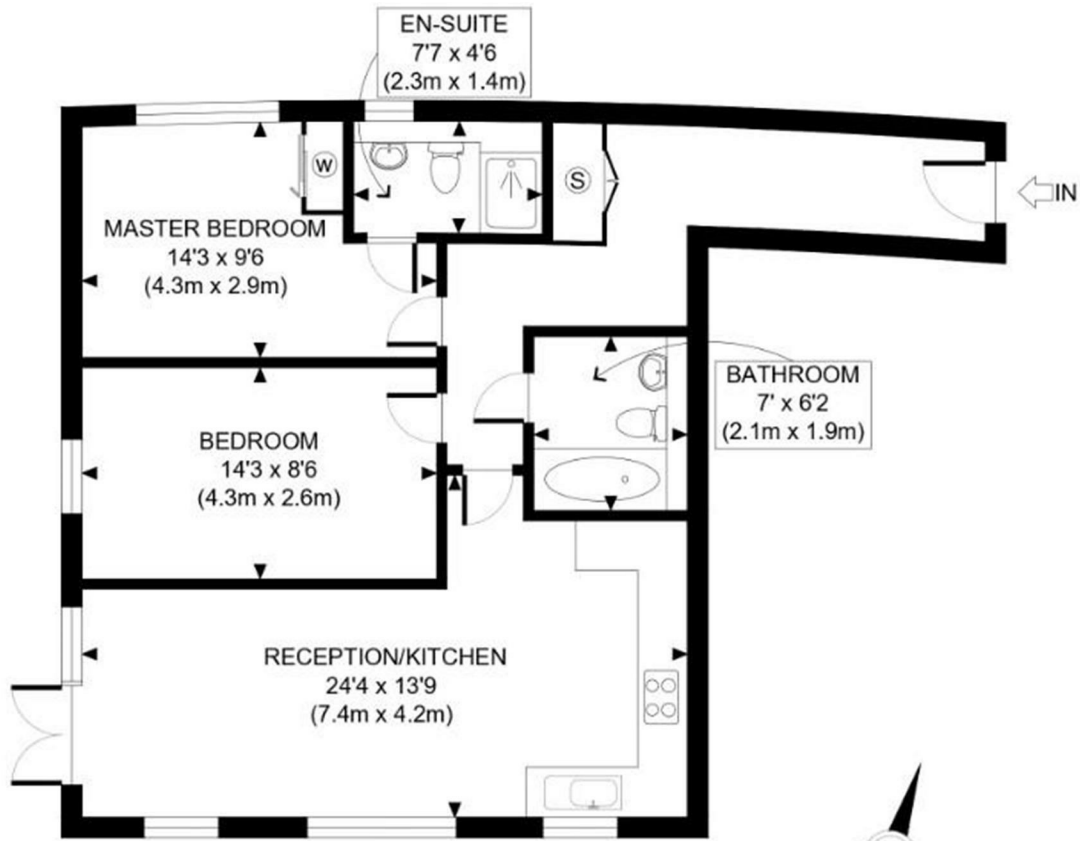 EN-SUITE
7'7 x 4'6
(2.3m x 1.4m)
W
S
IN
MASTER BEDROOM
14'3 x 9'6
(4.3m x 2.9m)
BATHROOM
7' x 6'2
(2.1m x 1.9m)
BEDROOM
14'3 x 8'6
(4.3m x 2.6m)
RECEPTION/KITCHEN
24'4 x 13'9
(7.4m x 4.2m)